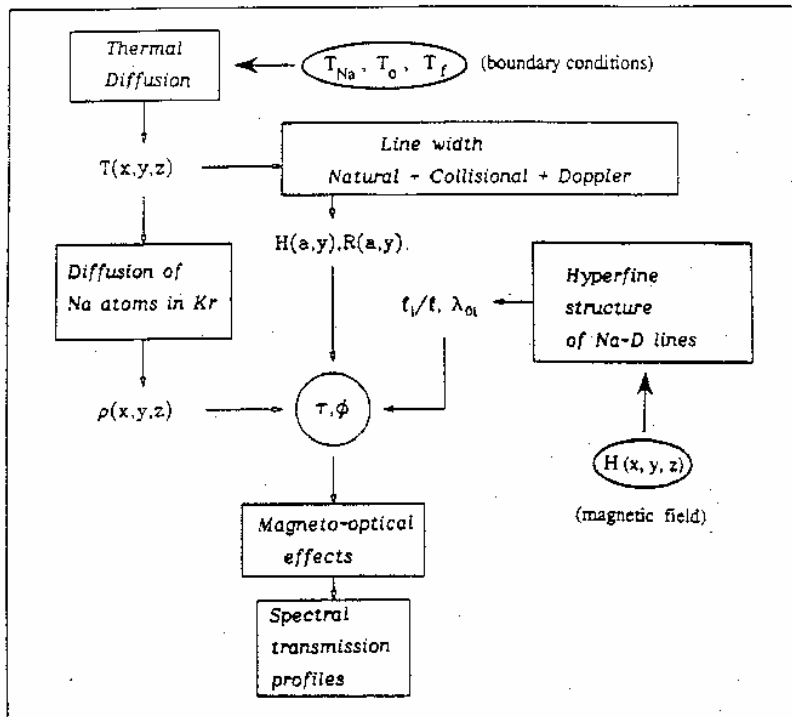 Thermal
Diffusion
T_Na, T_o, T_f (boundary conditions)
T(x,y,z)
Line width
Natural + Collisional + Doppler
H(a,y),R(a,y).
Diffusion of
Na atoms in Kr
Hyperfine
structure
of Na-D lines
f_i/f, λ_0i
ρ(x,y,z)
τ,ϕ
H(x, y, z)
(magnetic field)
Magneto-optical
effects
Spectral
transmission
profiles